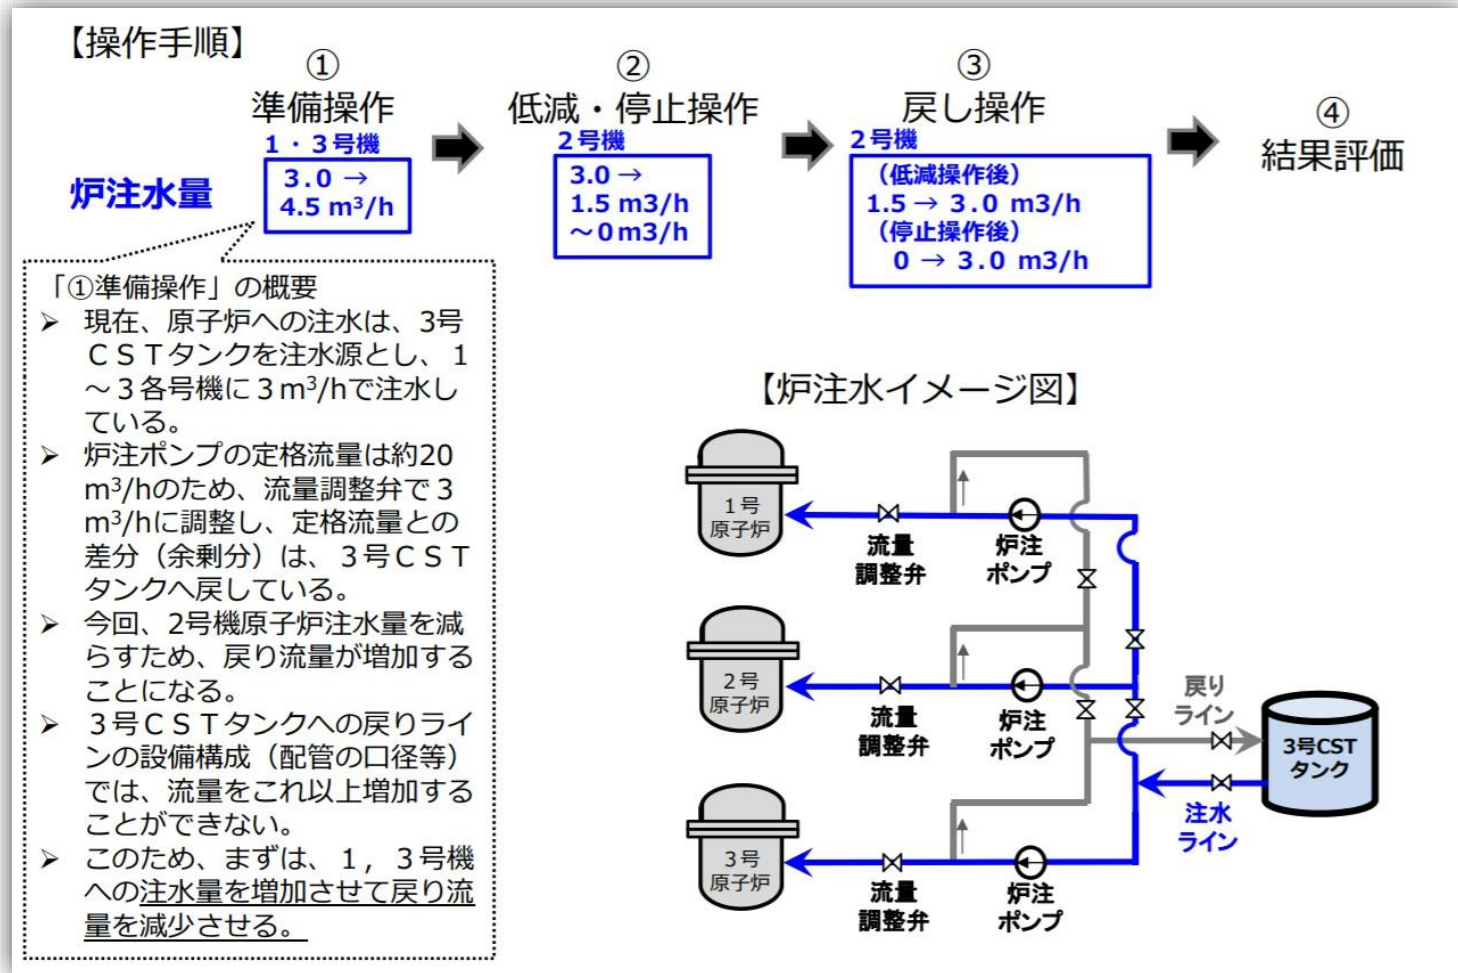 【操作手順】
①
準備操作
1・3号機
炉注水量
3.0 →
4.5 m³/h
②
低減・停止操作
2号機
3.0 →
1.5 m3/h
～0m3/h
③
戻し操作
2号機
（低減操作後）
1.5 → 3.0 m3/h
（停止操作後）
0 → 3.0 m3/h
④
結果評価
「①準備操作」の概要
➢ 現在、原子炉への注水は、3号
ＣＳＴタンクを注水源とし、１
～３各号機に３m³/hで注水し
ている。
➢ 炉注ポンプの定格流量は約20
m³/hのため、流量調整弁で３
m³/hに調整し、定格流量との
差分（余剰分）は、３号ＣＳＴ
タンクへ戻している。
➢ 今回、2号機原子炉注水量を減
らすため、戻り流量が増加する
ことになる。
➢ ３号ＣＳＴタンクへの戻りライ
ンの設備構成（配管の口径等）
では、流量をこれ以上増加する
ことができない。
➢ このため、まずは、１，３号機
への注水量を増加させて戻り流
量を減少させる。
【炉注水イメージ図】
１号
原子炉
流量
調整弁
炉注
ポンプ
２号
原子炉
流量
調整弁
炉注
ポンプ
戻り
ライン
3号CST
タンク
注水
ライン
３号
原子炉
流量
調整弁
炉注
ポンプ